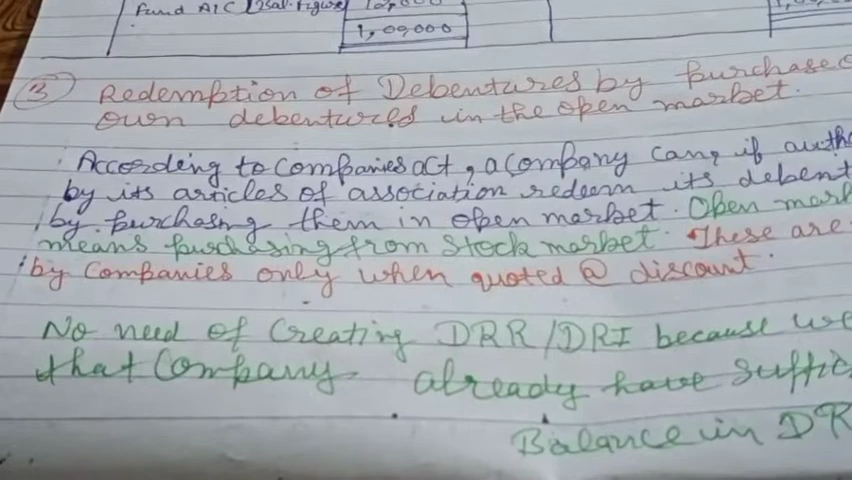 Fund A/C (Bal. figure)
1,00,000
③ Redemption of Debentures by purchase o
own debentured in the open market.
According to Companies act, a Company can, if autho
by its articles of association redeem its debent
by purchasing them in open market. Open mark
means purchasing from Stock market. These are
by Companies only when quoted @ discount.
No need of Creating DRR/DRI because we
that Company already have suffic
Balance in DR